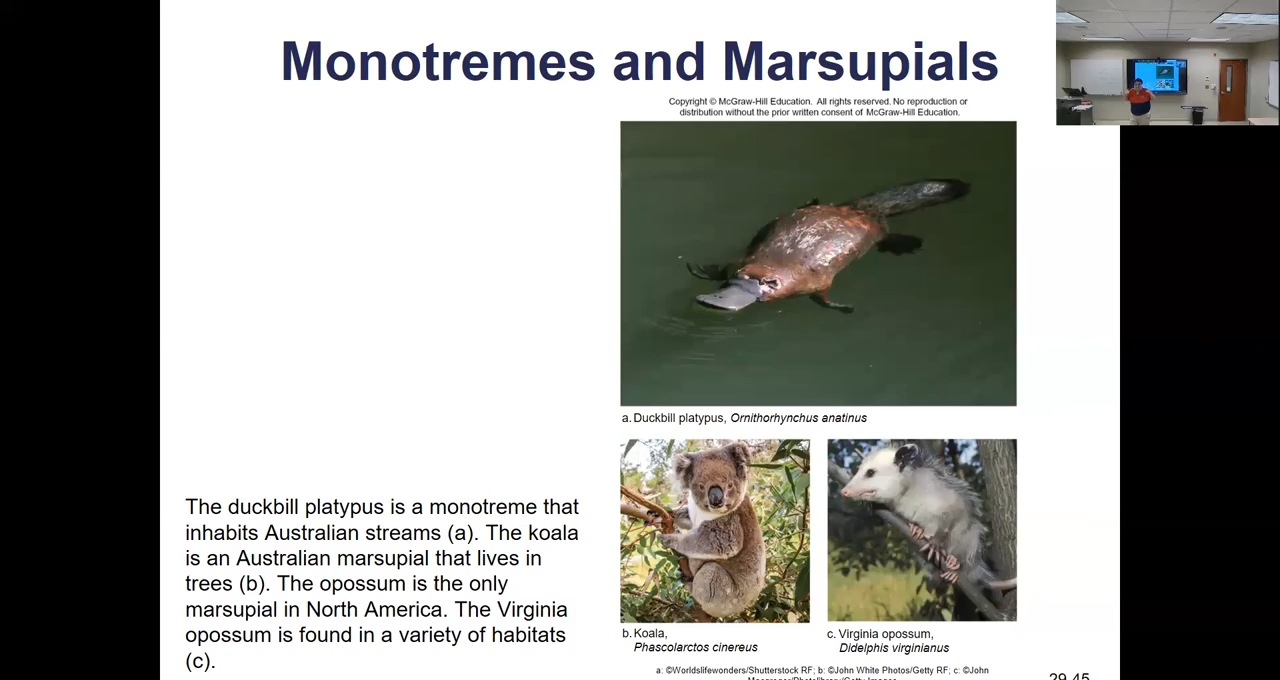 Monotremes and Marsupials
Copyright © McGraw-Hill Education. All rights reserved. No reproduction or
distribution without the prior written consent of McGraw-Hill Education.
a. Duckbill platypus, Ornithorhynchus anatinus
The duckbill platypus is a monotreme that
inhabits Australian streams (a). The koala
is an Australian marsupial that lives in
trees (b). The opossum is the only
marsupial in North America. The Virginia
opossum is found in a variety of habitats
(c).
b. Koala,
Phascolarctos cinereus
c. Virginia opossum,
Didelphis virginianus
a: ©Worldslifewonders/Shutterstock RF; b: ©John White Photos/Getty RF; c: ©John
29.45